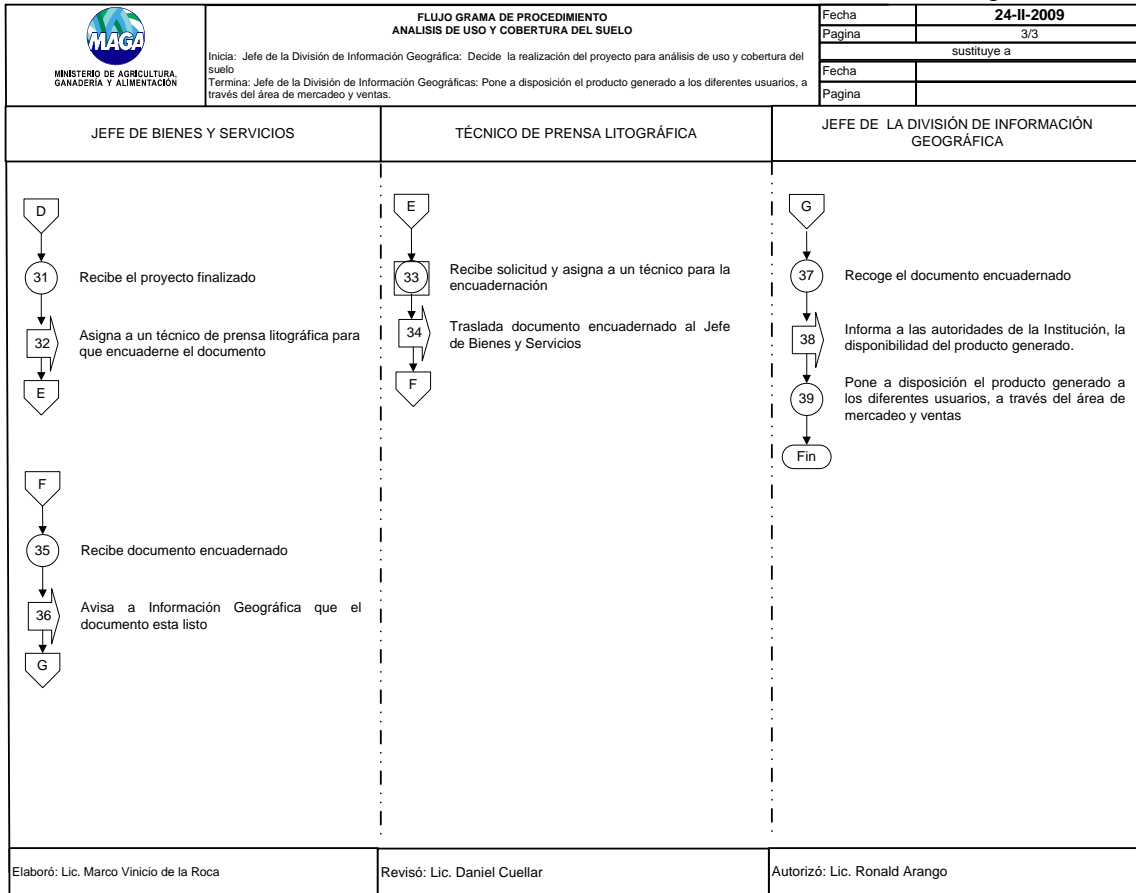 MAGA
MINISTERIO DE AGRICULTURA,
GANADERÍA Y ALIMENTACIÓN
FLUJO GRAMA DE PROCEDIMIENTO
ANALISIS DE USO Y COBERTURA DEL SUELO
Inicia: Jefe de la División de Información Geográfica: Decide la realización del proyecto para análisis de uso y cobertura del
suelo
Termina: Jefe de la División de Información Geográficas: Pone a disposición el producto generado a los diferentes usuarios, a
través del área de mercadeo y ventas.
Fecha 24-II-2009
Pagina 3/3
sustituye a
Fecha
Pagina
JEFE DE BIENES Y SERVICIOS
D
31 Recibe el proyecto finalizado
32 Asigna a un técnico de prensa litográfica para
que encuaderne el documento
E
F
35 Recibe documento encuadernado
36 Avisa a Información Geográfica que el
documento esta listo
G
TÉCNICO DE PRENSA LITOGRÁFICA
E
33 Recibe solicitud y asigna a un técnico para la
encuadernación
34 Traslada documento encuadernado al Jefe
de Bienes y Servicios
F
JEFE DE LA DIVISIÓN DE INFORMACIÓN
GEOGRÁFICA
G
37 Recoge el documento encuadernado
38 Informa a las autoridades de la Institución, la
disponibilidad del producto generado.
39 Pone a disposición el producto generado a
los diferentes usuarios, a través del área de
mercadeo y ventas
Fin
Elaboró: Lic. Marco Vinicio de la Roca
Revisó: Lic. Daniel Cuellar
Autorizó: Lic. Ronald Arango